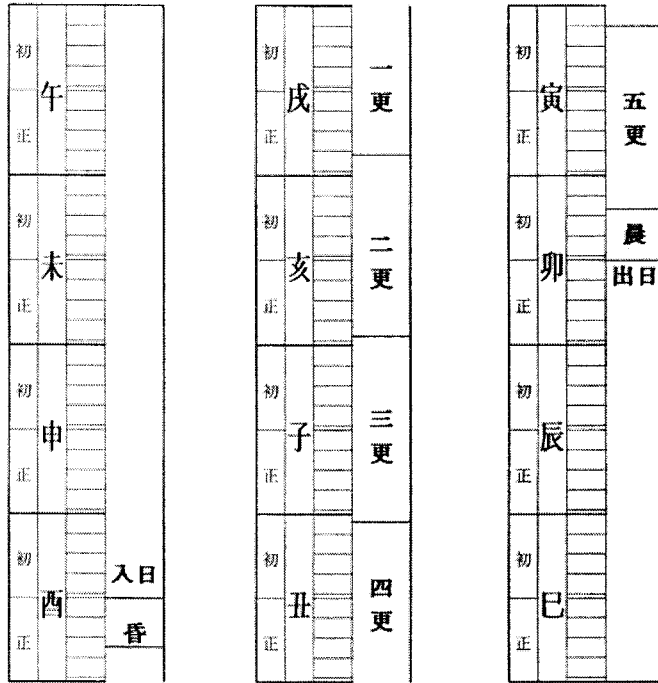 初
午
正
初
未
正
初
申
正
初
酉
正
入日
昏
初
戌
正
初
亥
正
初
子
正
初
丑
正
一更
二更
三更
四更
初
寅
正
初
卯
正
初
辰
正
初
巳
正
五更
晨
出日